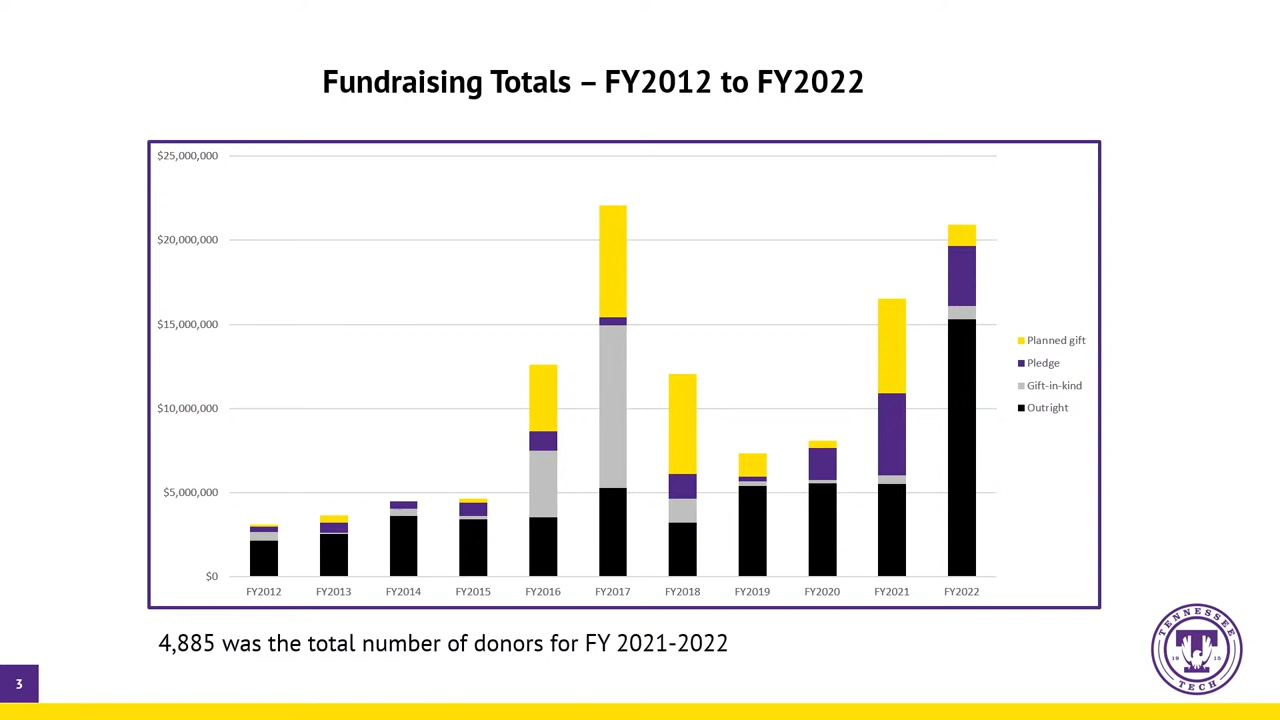 Fundraising Totals – FY2012 to FY2022
$25,000,000
$20,000,000
$15,000,000
$10,000,000
$5,000,000
$0
FY2012 FY2013 FY2014 FY2015 FY2016 FY2017 FY2018 FY2019 FY2020 FY2021 FY2022
Planned gift
Pledge
Gift-in-kind
Outright
4,885 was the total number of donors for FY 2021-2022
TENNESSEE
T
19 15
TECH
3